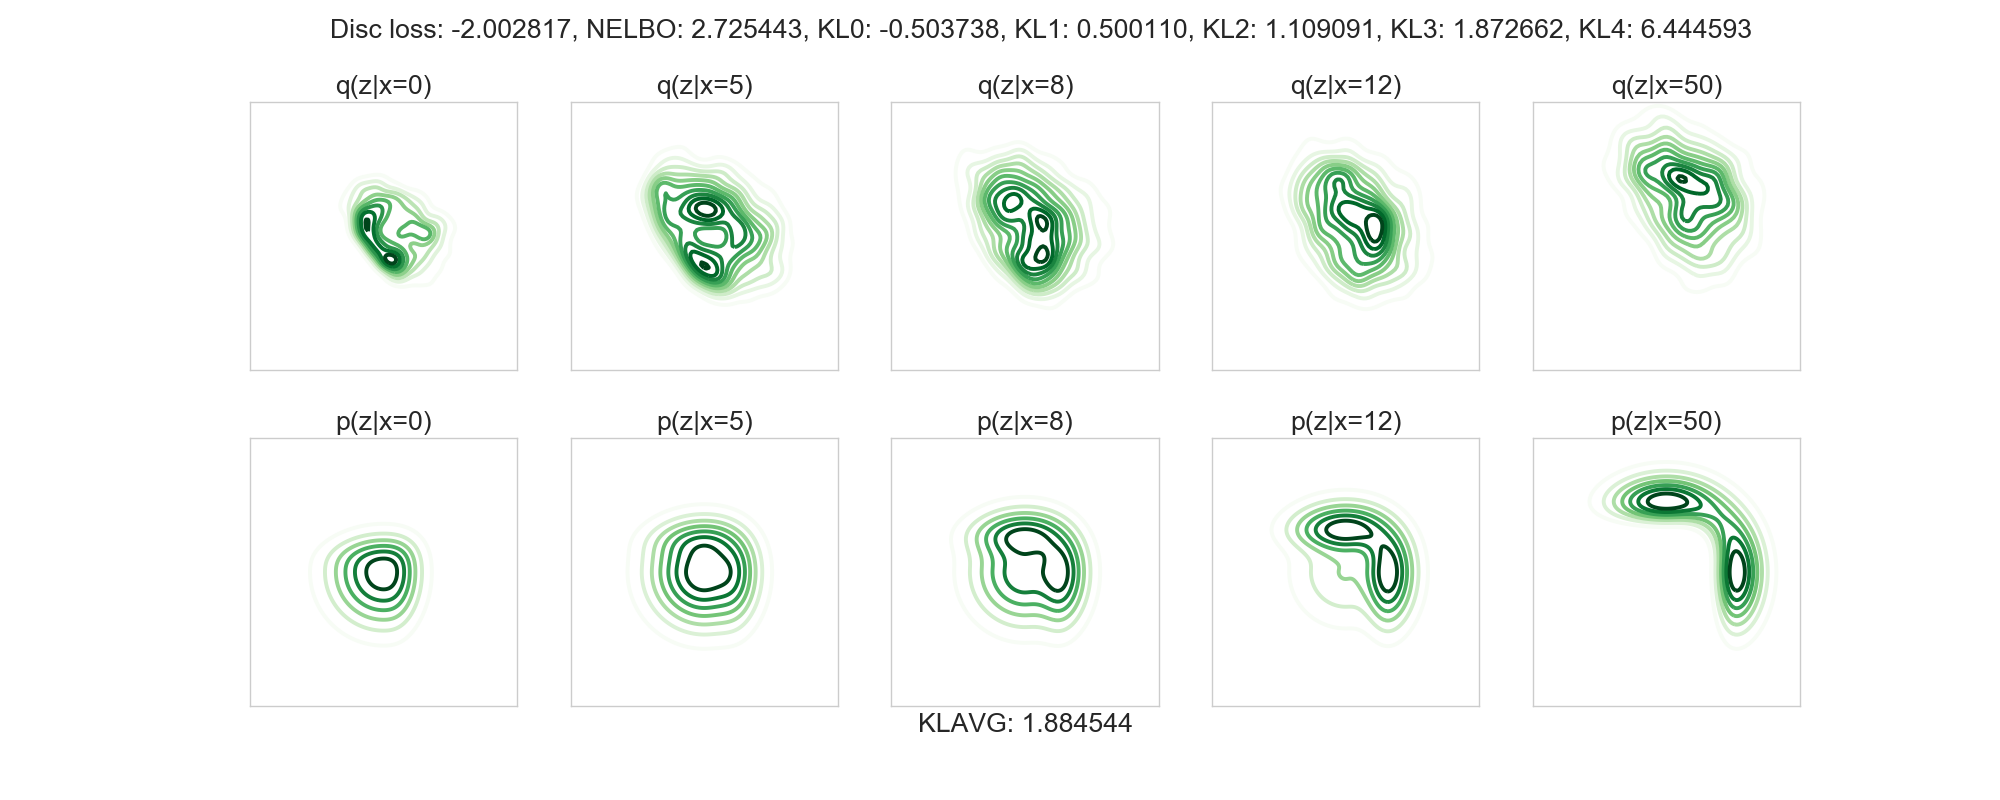 Disc loss: -2.002817, NELBO: 2.725443, KL0: -0.503738, KL1: 0.500110, KL2: 1.109091, KL3: 1.872662, KL4: 6.444593
q(z|x=0) q(z|x=5) q(z|x=8) q(z|x=12) q(z|x=50)
p(z|x=0) p(z|x=5) p(z|x=8) p(z|x=12) p(z|x=50)
KLAVG: 1.884544